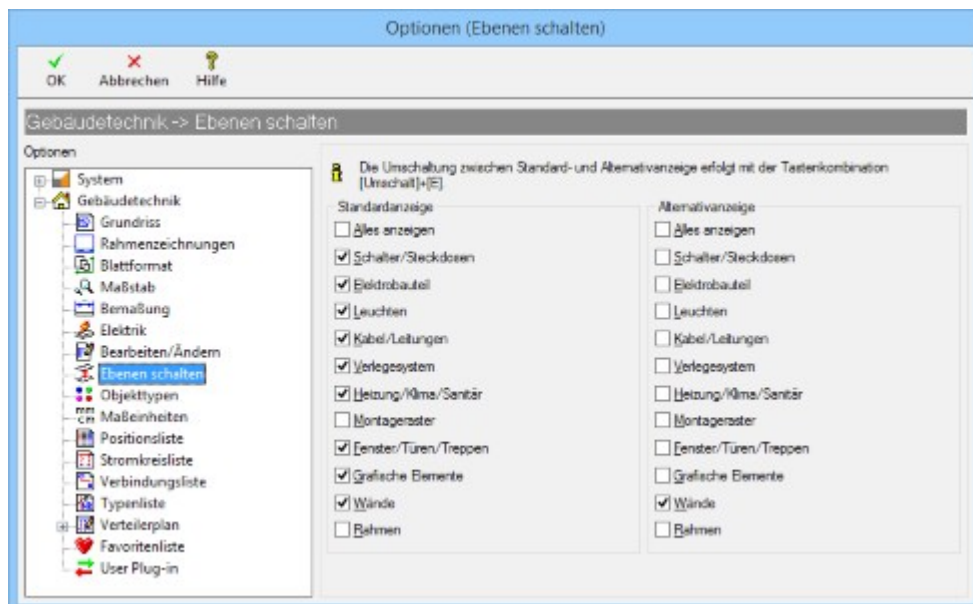 Optionen (Ebenen schalten)
OK Abbrechen Hilfe
Gebäudetechnik -> Ebenen schalten
Optionen
System
Gebäudetechnik
Grundriss
Rahmenzeichnungen
Blattformat
Maßstab
Bemaßung
Elektrik
Bearbeiten/Ändern
Ebenen schalten
Objekttypen
Maßeinheiten
Positionsliste
Stromkreisliste
Verbindungsliste
Typenliste
Verteilerplan
Favoritenliste
User Plug-in
Die Umschaltung zwischen Standard- und Alternativanzeige erfolgt mit der Tastenkombination
[Umschalt]+[E].
Standardanzeige
Alles anzeigen
Schalter/Steckdosen
Elektrobauteil
Leuchten
Kabel/Leitungen
Verlegesystem
Heizung/Klima/Sanitär
Montageraster
Fenster/Türen/Treppen
Grafische Elemente
Wände
Rahmen
Alternativanzeige
Alles anzeigen
Schalter/Steckdosen
Elektrobauteil
Leuchten
Kabel/Leitungen
Verlegesystem
Heizung/Klima/Sanitär
Montageraster
Fenster/Türen/Treppen
Grafische Elemente
Wände
Rahmen